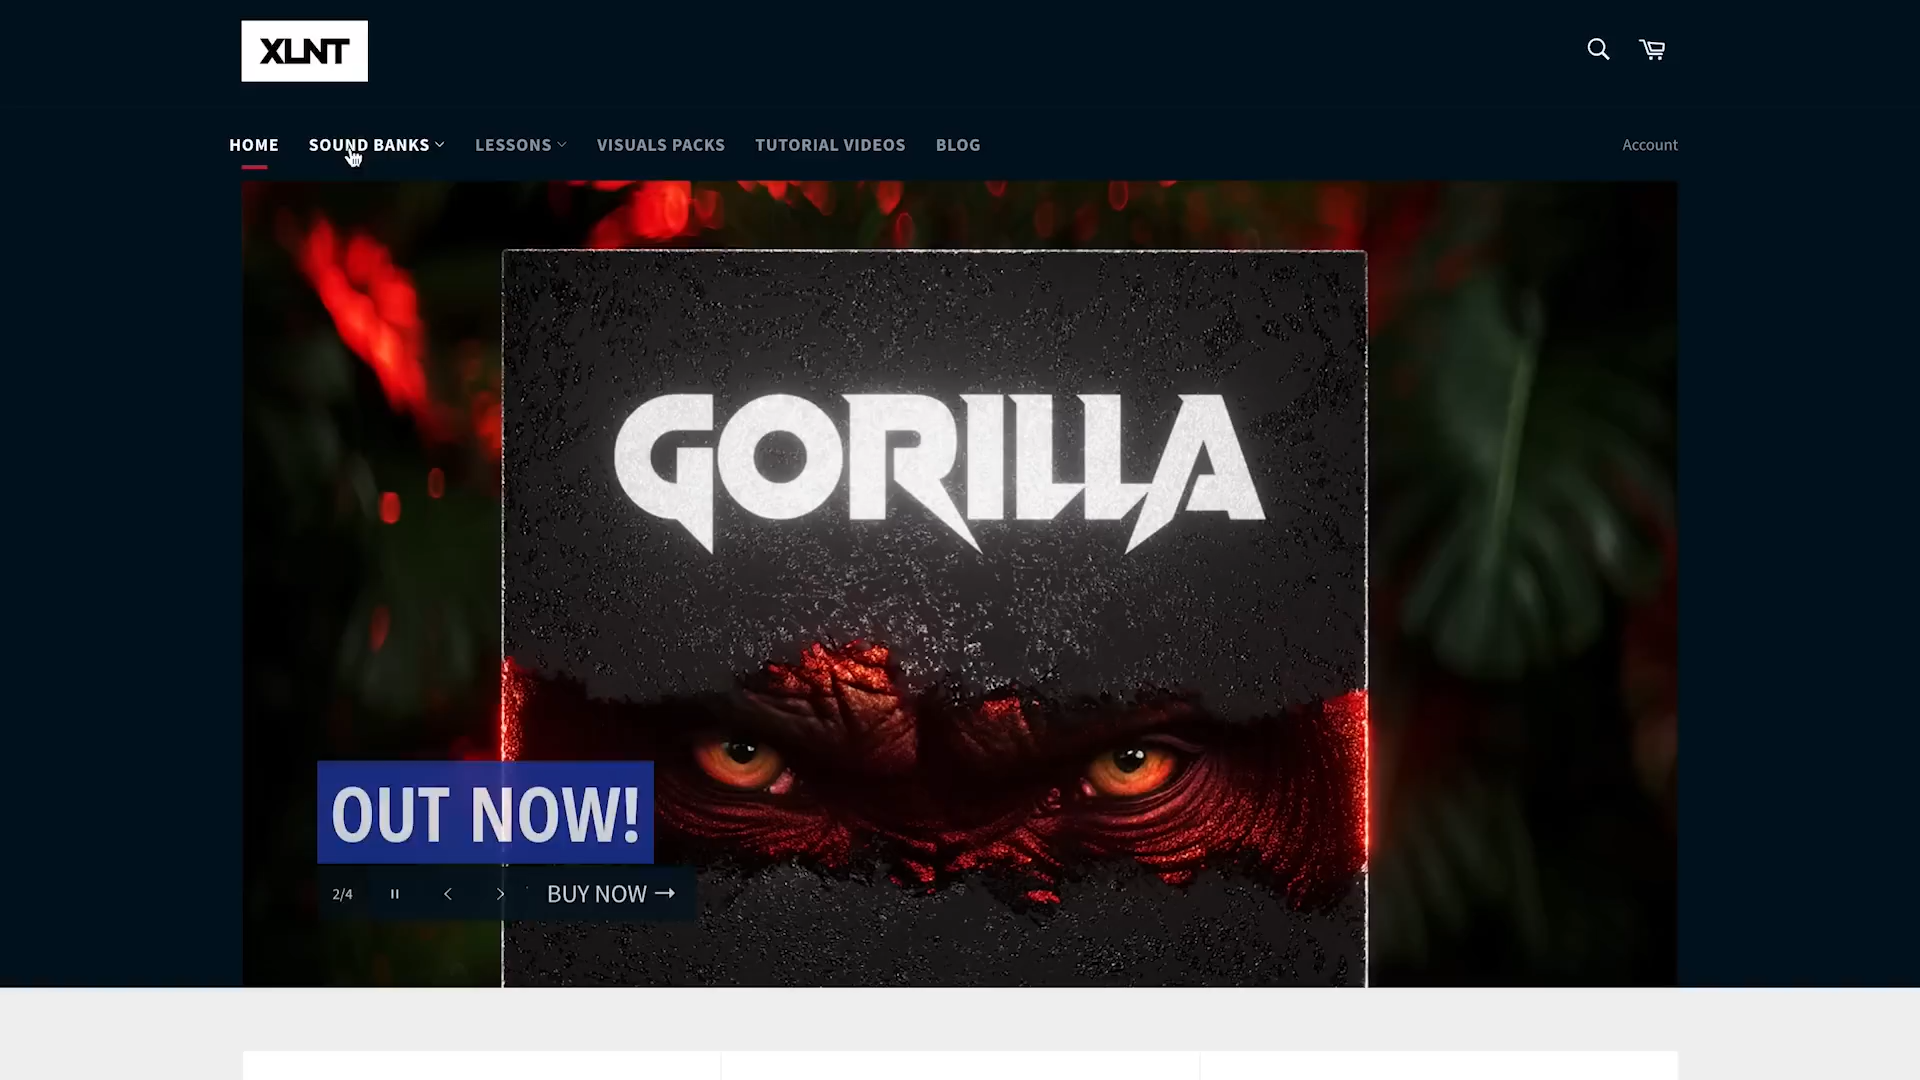 XLNT
HOME SOUND BANKS LESSONS VISUALS PACKS TUTORIAL VIDEOS BLOG Account
GORILLA
OUT NOW!
2/4 BUY NOW →